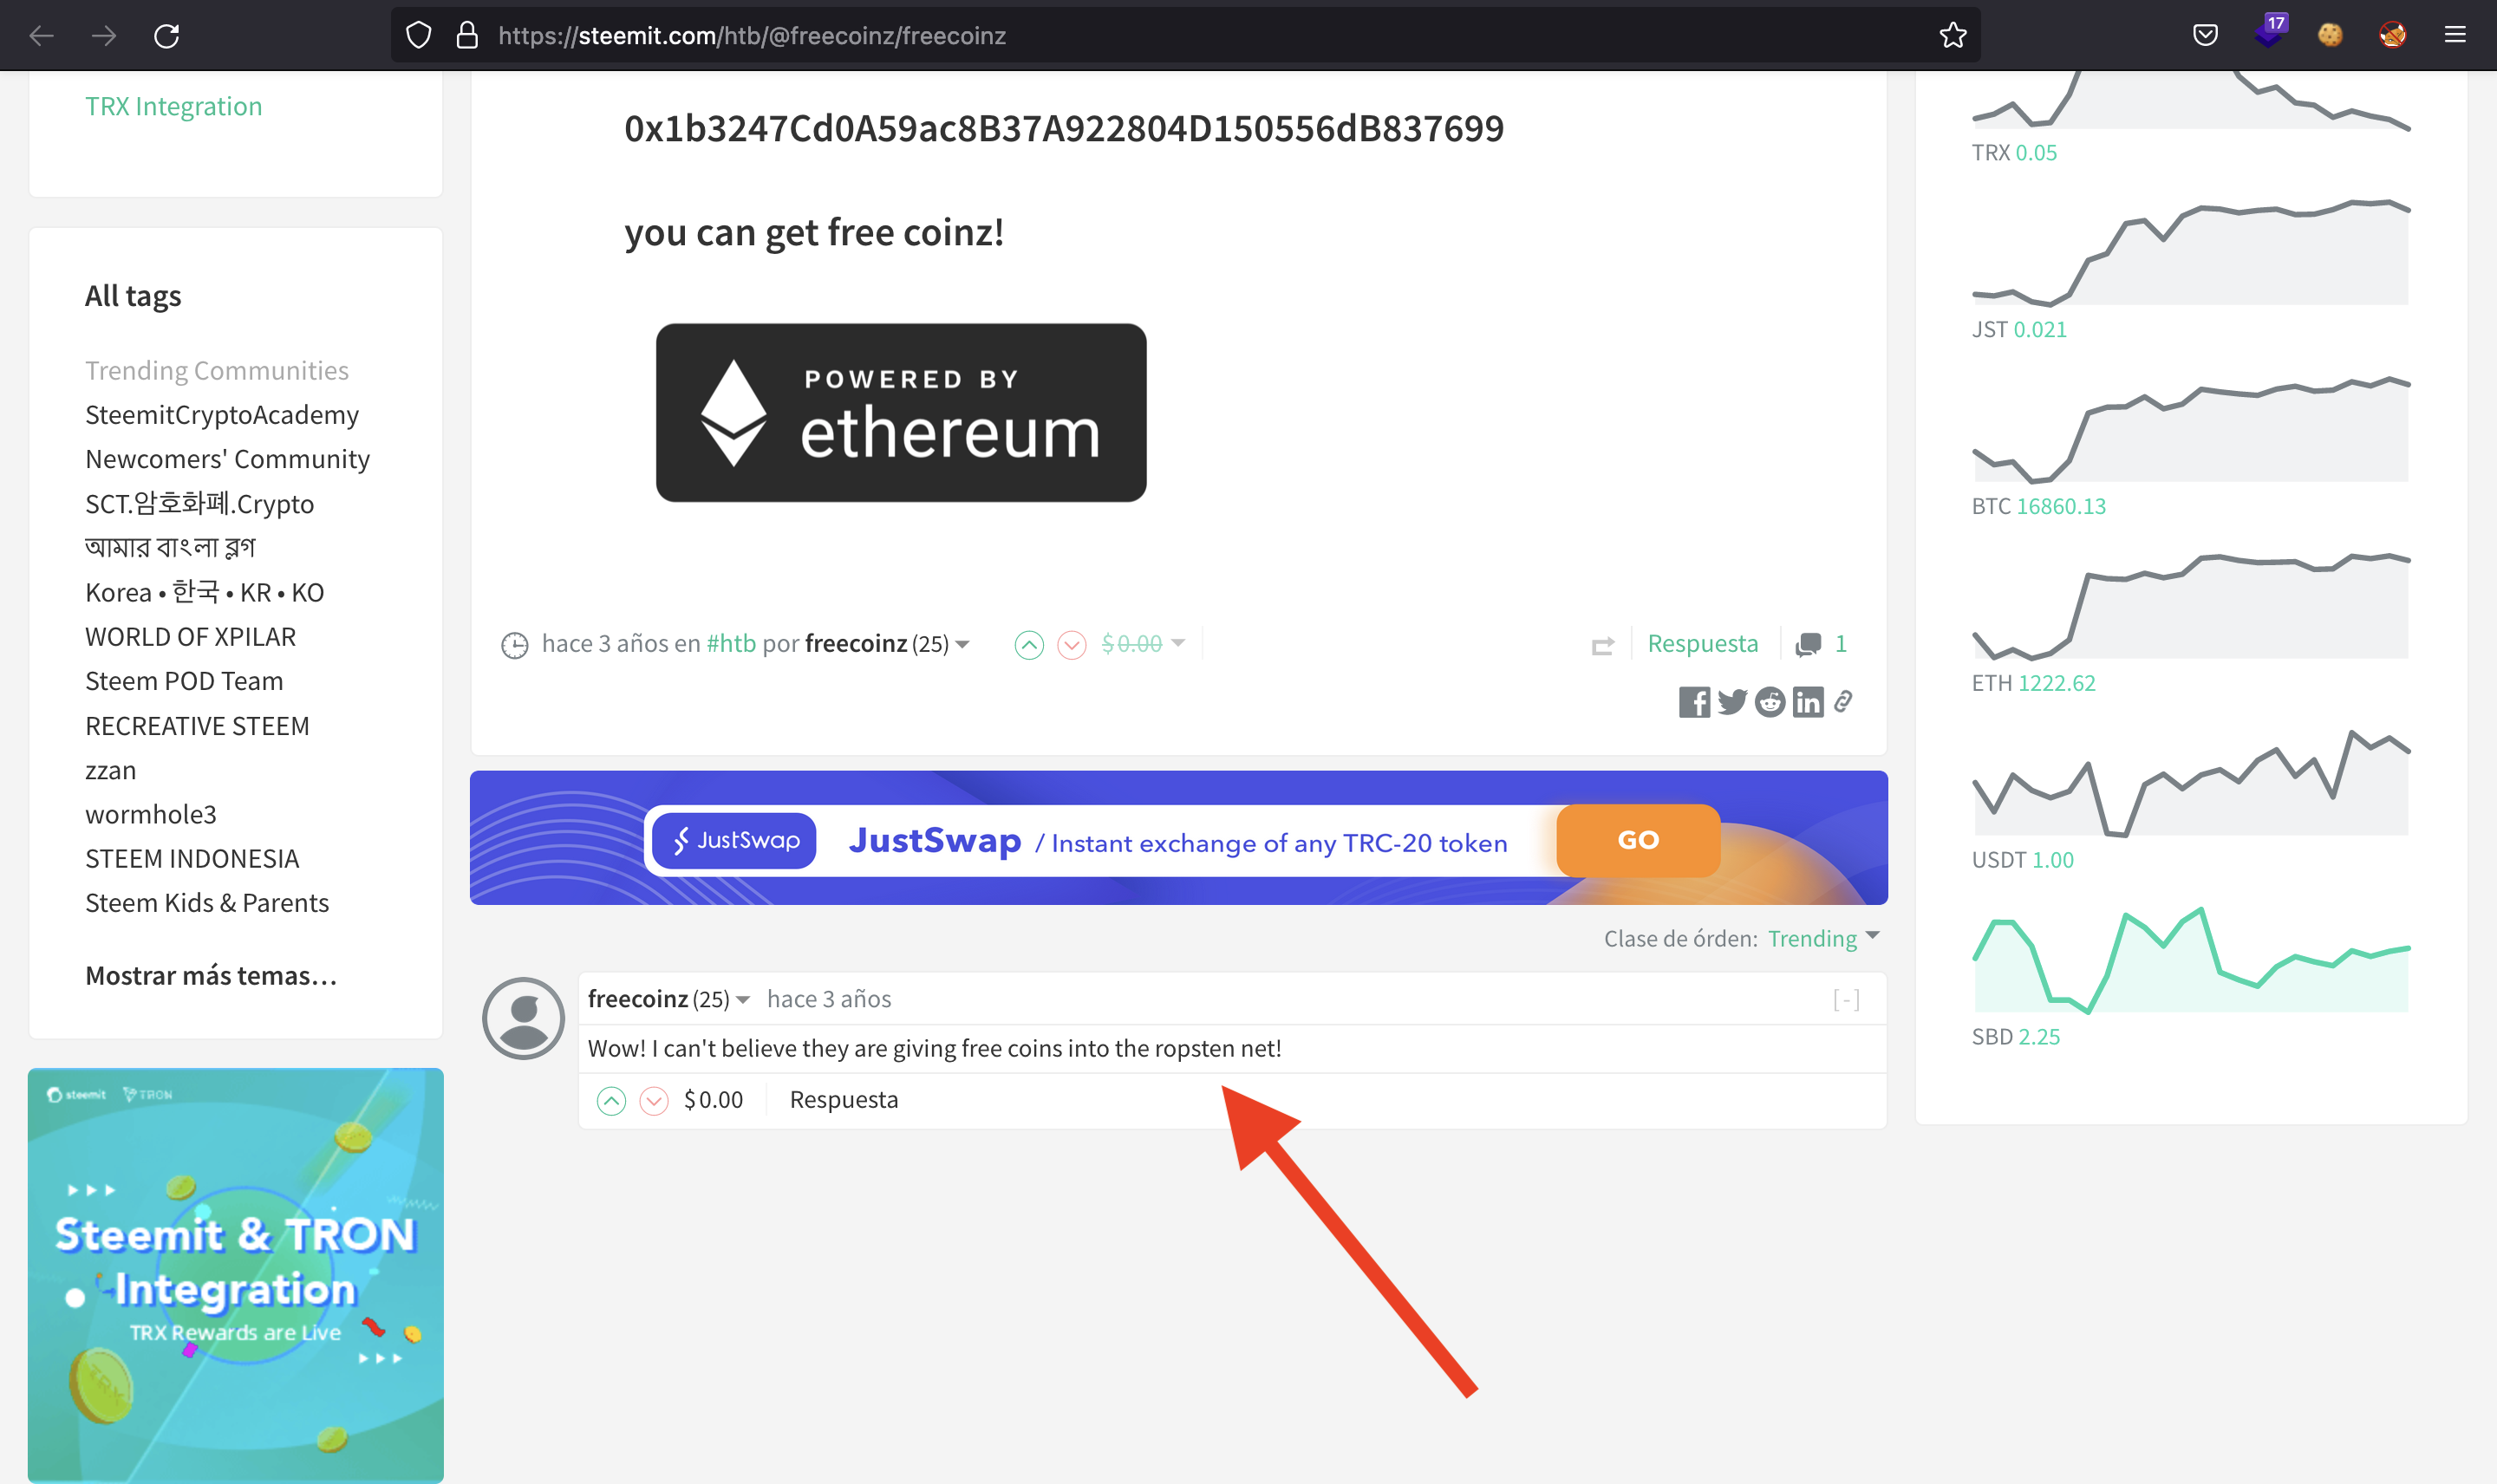 17
https://steemit.com/htb/@freecoinz/freecoinz
TRX Integration
All tags
Trending Communities
SteemitCryptoAcademy
Newcomers' Community
SCT.암호화폐.Crypto
আমার বাংলা ব্লগ
Korea • 한국 • KR • KO
WORLD OF XPILAR
Steem POD Team
RECREATIVE STEEM
zzan
wormhole3
STEEM INDONESIA
Steem Kids & Parents
Mostrar más temas...
steemit TRON
Steemit & TRON
Integration
TRX Rewards are Live
TRX
0x1b3247Cd0A59ac8B37A922804D150556dB837699
you can get free coinz!
POWERED BY
ethereum
hace 3 años en #htb por freecoinz (25) $0.00 Respuesta 1
JustSwap JustSwap / Instant exchange of any TRC-20 token GO
Clase de órden: Trending
freecoinz (25) hace 3 años [-]
Wow! I can't believe they are giving free coins into the ropsten net!
$0.00 Respuesta
TRX 0.05
JST 0.021
BTC 16860.13
ETH 1222.62
USDT 1.00
SBD 2.25